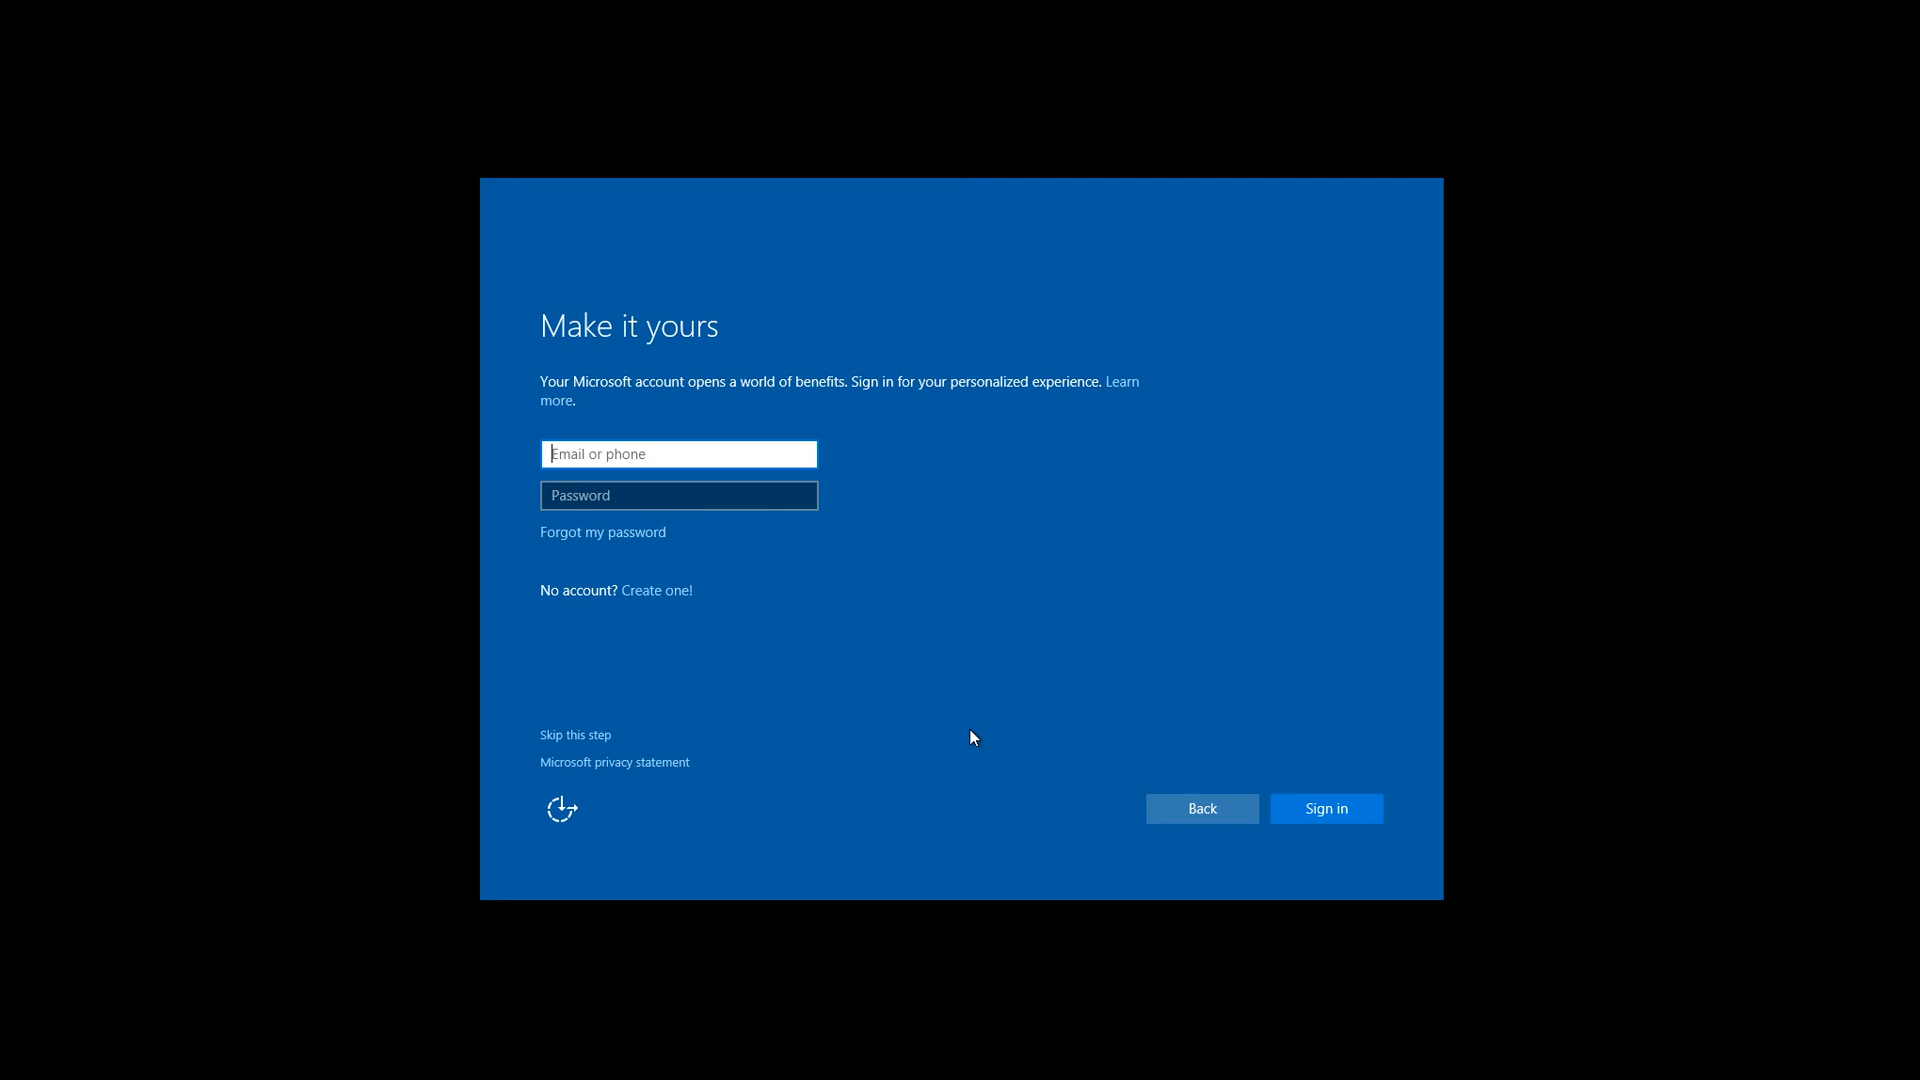 Make it yours
Your Microsoft account opens a world of benefits. Sign in for your personalized experience. Learn
more.
Email or phone
Password
Forgot my password
No account? Create one!
Skip this step
Microsoft privacy statement
Back
Sign in